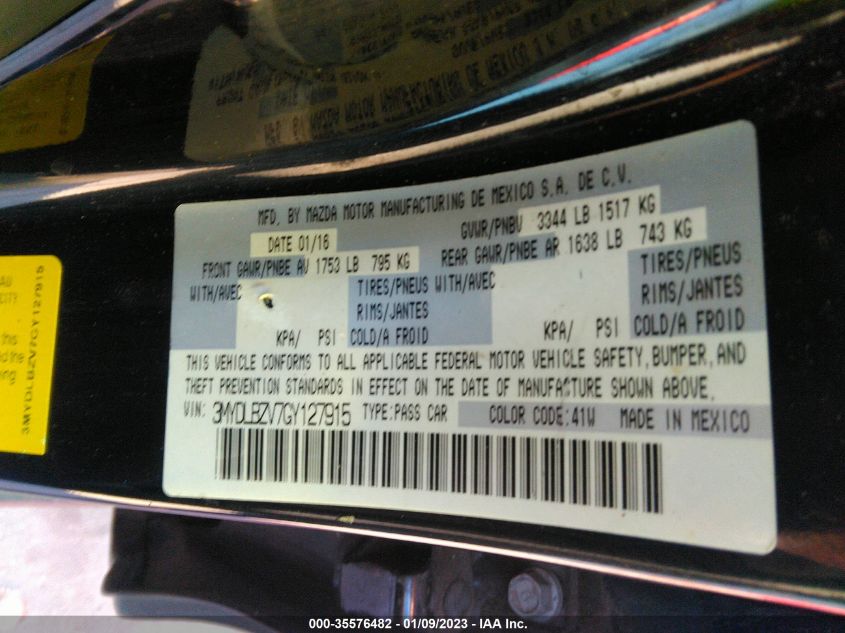 MFD. BY MAZDA MOTOR MANUFACTURING DE MEXICO S.A. DE C.V.
DATE 01/16 GVWR/PNBV 3344 LB 1517 KG
FRONT GAWR/PNBE AV 1753 LB 795 KG REAR GAWR/PNBE AR 1638 LB 743 KG
WITH/AVEC TIRES/PNEUS WITH/AVEC TIRES/PNEUS
RIMS/JANTES RIMS/JANTES
KPA/ PSI COLD/A FROID KPA/ PSI COLD/A FROID
THIS VEHICLE CONFORMS TO ALL APPLICABLE FEDERAL MOTOR VEHICLE SAFETY, BUMPER, AND
THEFT PREVENTION STANDARDS IN EFFECT ON THE DATE OF MANUFACTURE SHOWN ABOVE.
VIN: 3MYDLBZV7GY127915 TYPE:PASS CAR COLOR CODE:41W MADE IN MEXICO
3MYDLBZV7GY127915
000-35576482 - 01/09/2023 - IAA Inc.